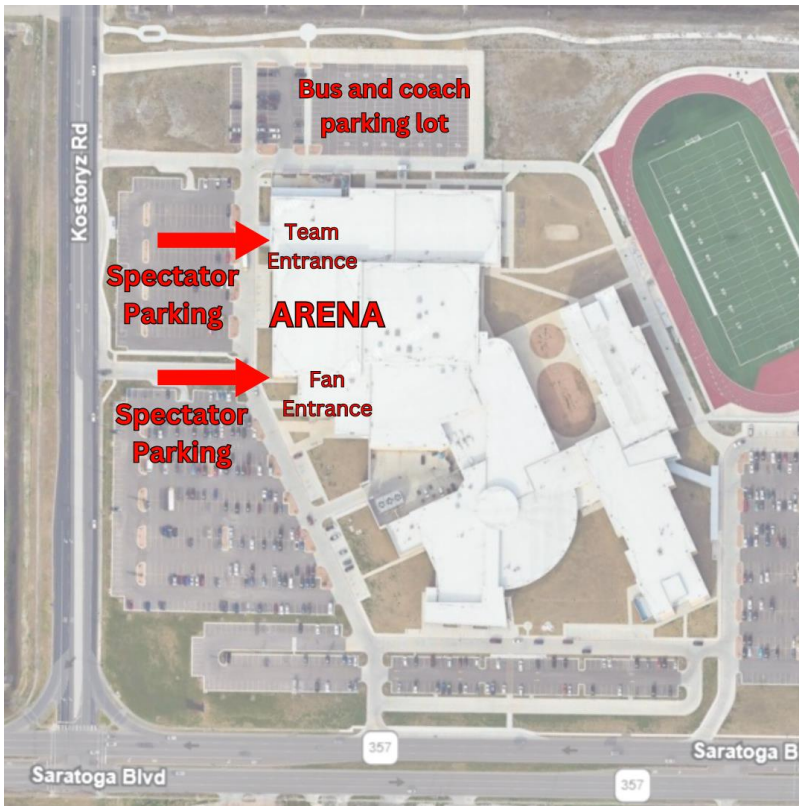 Bus and coach
parking lot
Kostoryz Rd
Team
Entrance
Spectator
Parking
ARENA
Fan
Entrance
Spectator
Parking
357
Saratoga B
Saratoga Blvd
357